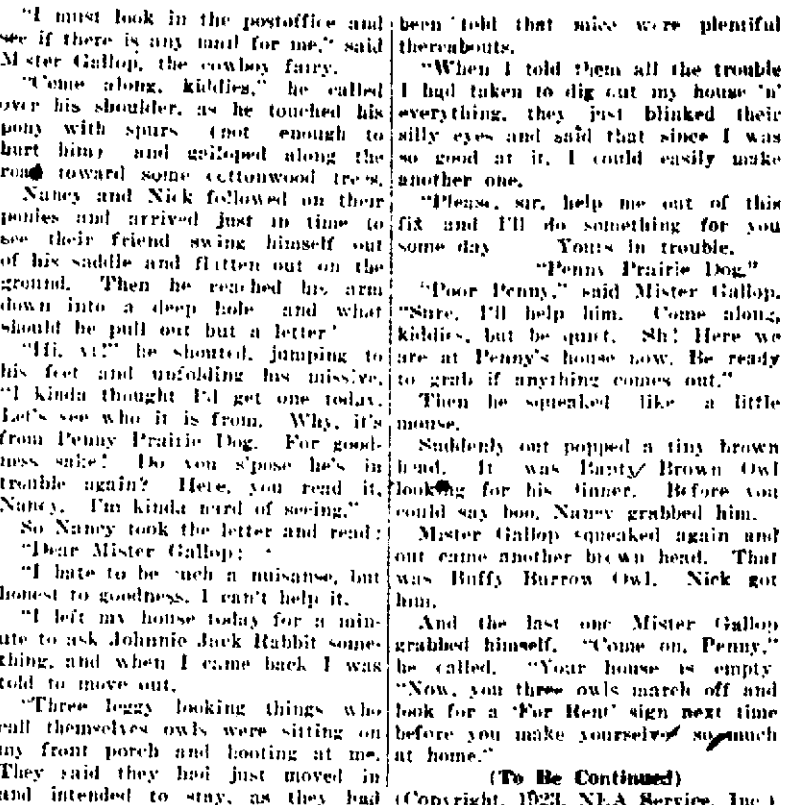 "I must look in the postoffice and
see if there is any mail for me," said
Mister Gallop, the cowboy fairy.
"Come along, kiddies," he called
over his shoulder, as he touched his
pony with spurs (not enough to
hurt him) and galloped along the
road toward some cottonwood trees.
Nancy and Nick followed on their
ponies and arrived just in time to
see their friend swing himself out
of his saddle and flatten out on the
ground. Then he reached his arm
down into a deep hole and what
should he pull out but a letter!
"Hi, yi!" he shouted, jumping to
his feet and unfolding his missive.
"I kinda thought I'd get one today.
Let's see who it is from. Why, it's
from Penny Prairie Dog. For good-
ness sake! Do you s'pose he's in
trouble again? Here, you read it,
Nancy. I'm kinda of seeing."
So Nancy took the letter and read:
"Dear Mister Gallop:
"I hate to be such a nuisanse, but
honest to goodness, I can't help it.
"I left my house today for a min-
ute to ask Johnnie Jack Rabbit some-
thing, and when I came back I was
told to move out.
"Three leggy looking things who
call themselves owls were sitting on
my front porch and hooting at me.
They said they had just moved in
and intended to stay, as they had
been told that mice were plentiful
thereabouts.
"When I told them all the trouble
I had taken to dig out my house 'n'
everything, they just blinked their
silly eyes and said that since I was
so good at it, I could easily make
another one.
"Please, sir, help me out of this
fix and I'll do something for you
some day Yours in trouble,
"Penny Prairie Dog."
"Poor Penny," said Mister Gallop.
"Sure, I'll help him. Come along,
kiddies, but be quiet. Sh! Here we
are at Penny's house now. Be ready
to grab if anything comes out."
Then he squeaked like a little
mouse.
Suddenly out popped a tiny brown
head. It was Banty Brown Owl
looking for his dinner. Before you
could say boo, Nancy grabbed him.
Mister Gallop squeaked again and
out came another brown head. That
was Buffy Burrow Owl. Nick got
him.
And the last one Mister Gallop
grabbed himself. "Come on, Penny,"
he called. "Your house is empty
"Now, you three owls march off and
look for a 'For Rent' sign next time
before you make yourselves so much
at home."
(To Be Continued)
(Copyright, 1923, NEA Service, Inc.)